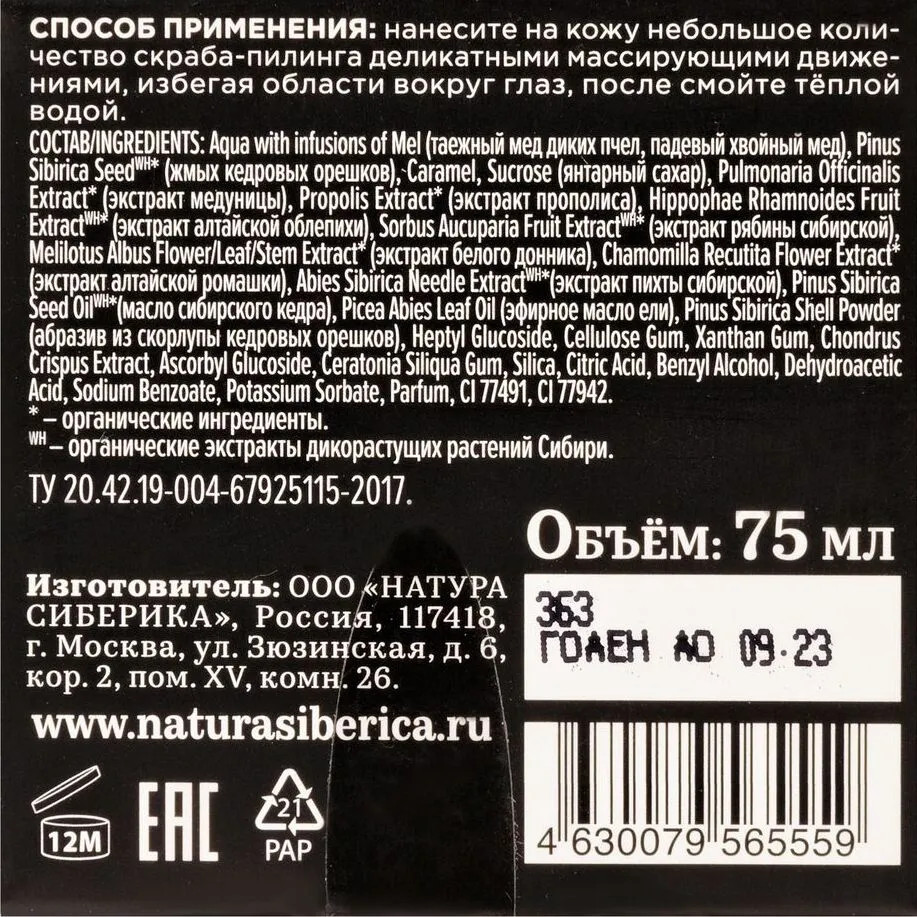 СПОСОБ ПРИМЕНЕНИЯ: нанесите на кожу небольшое коли-
чество скраба-пилинга деликатными массирующими движе-
ниями, избегая области вокруг глаз, после смойте тёплой
водой.
СОСТАВ/INGREDIENTS: Aqua with infusions of Mel (таежный мед диких пчел, падевый хвойный мед), Pinus
Sibirica Seed ᵂᴴ* (жмых кедровых орешков), Caramel, Sucrose (янтарный сахар), Pulmonaria Officinalis
Extract* (экстракт медуницы), Propolis Extract* (экстракт прополиса), Hippophae Rhamnoides Fruit
Extractᵂᴴ* (экстракт алтайской облепихи), Sorbus Aucuparia Fruit Extractᵂᴴ* (экстракт рябины сибирской),
Melilotus Albus Flower/Leaf/Stem Extract* (экстракт белого донника), Chamomilla Recutita Flower Extract*
(экстракт алтайской ромашки), Abies Sibirica Needle Extractᵂᴴ*(экстракт пихты сибирской), Pinus Sibirica
Seed Oilᵂᴴ*(масло сибирского кедра), Picea Abies Leaf Oil (эфирное масло ели), Pinus Sibirica Shell Powder
(абразив из скорлупы кедровых орешков), Heptyl Glucoside, Cellulose Gum, Xanthan Gum, Chondrus
Crispus Extract, Ascorbyl Glucoside, Ceratonia Siliqua Gum, Silica, Citric Acid, Benzyl Alcohol, Dehydroacetic
Acid, Sodium Benzoate, Potassium Sorbate, Parfum, CI 77491, CI 77942.
* – органические ингредиенты.
ᵂᴴ – органические экстракты дикорастущих растений Сибири.
ТУ 20.42.19-004-67925115-2017.
Объём: 75 мл
Изготовитель: ООО «НАТУРА
СИБЕРИКА», Россия, 117418,
г. Москва, ул. Зюзинская, д. 6,
кор. 2, пом. XV, комн. 26.
www.naturasiberica.ru
363
ГОДЕН ДО 09.23
12M
EAC
21
PAP
4 630079 565559